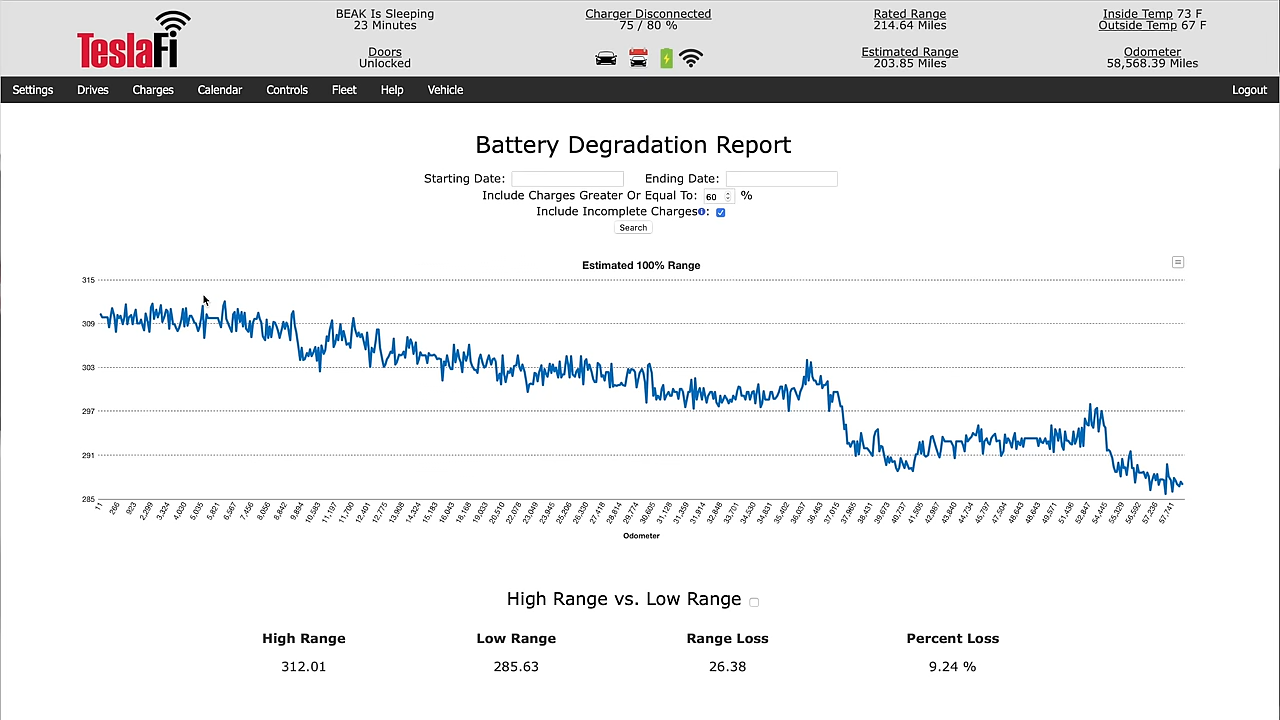 TeslaFi
BEAK Is Sleeping
23 Minutes
Doors
Unlocked
Charger Disconnected
75 / 80 %
Rated Range
214.64 Miles
Estimated Range
203.85 Miles
Inside Temp 73 F
Outside Temp 67 F
Odometer
58,568.39 Miles
Settings Drives Charges Calendar Controls Fleet Help Vehicle Logout
Battery Degradation Report
Starting Date: Ending Date:
Include Charges Greater Or Equal To: 60 %
Include Incomplete Charges:
Search
Estimated 100% Range
315
309
303
297
291
285
Odometer
High Range vs. Low Range
High Range Low Range Range Loss Percent Loss
312.01 285.63 26.38 9.24 %